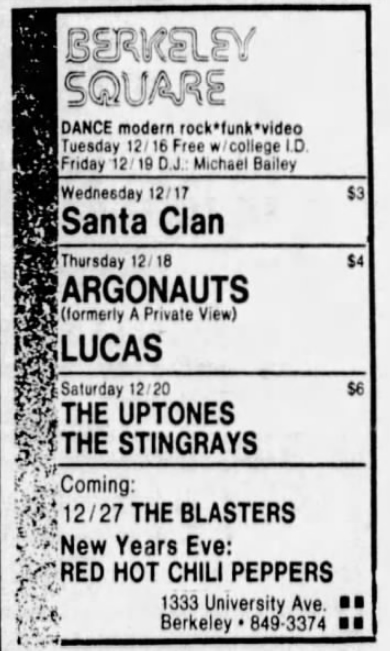 BERKELEY
SQUARE
DANCE modern rock*funk*video
Tuesday 12/16 Free w/college I.D.
Friday 12/19 D.J.: Michael Bailey
Wednesday 12/17 $3
Santa Clan
Thursday 12/18 $4
ARGONAUTS
(formerly A Private View)
LUCAS
Saturday 12/20 $6
THE UPTONES
THE STINGRAYS
Coming:
12/27 THE BLASTERS
New Years Eve:
RED HOT CHILI PEPPERS
1333 University Ave.
Berkeley • 849-3374